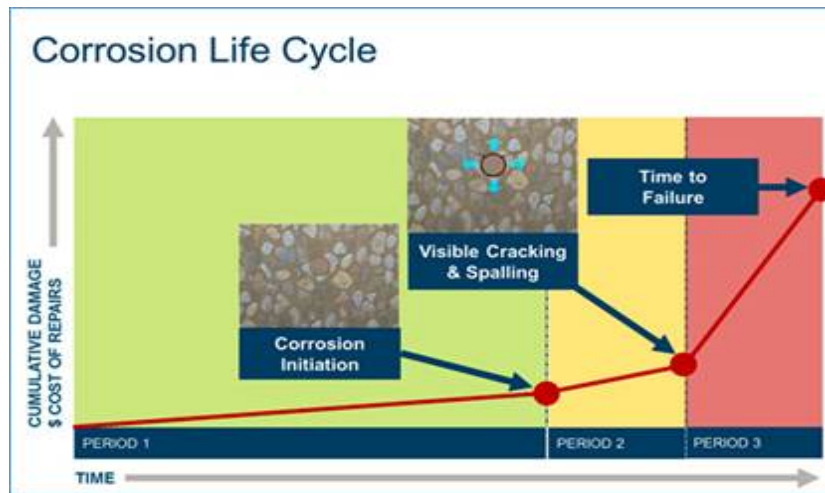 Corrosion Life Cycle
CUMULATIVE DAMAGE
$ COST OF REPAIRS
Corrosion
Initiation
Visible Cracking
& Spalling
Time to
Failure
PERIOD 1
PERIOD 2
PERIOD 3
TIME